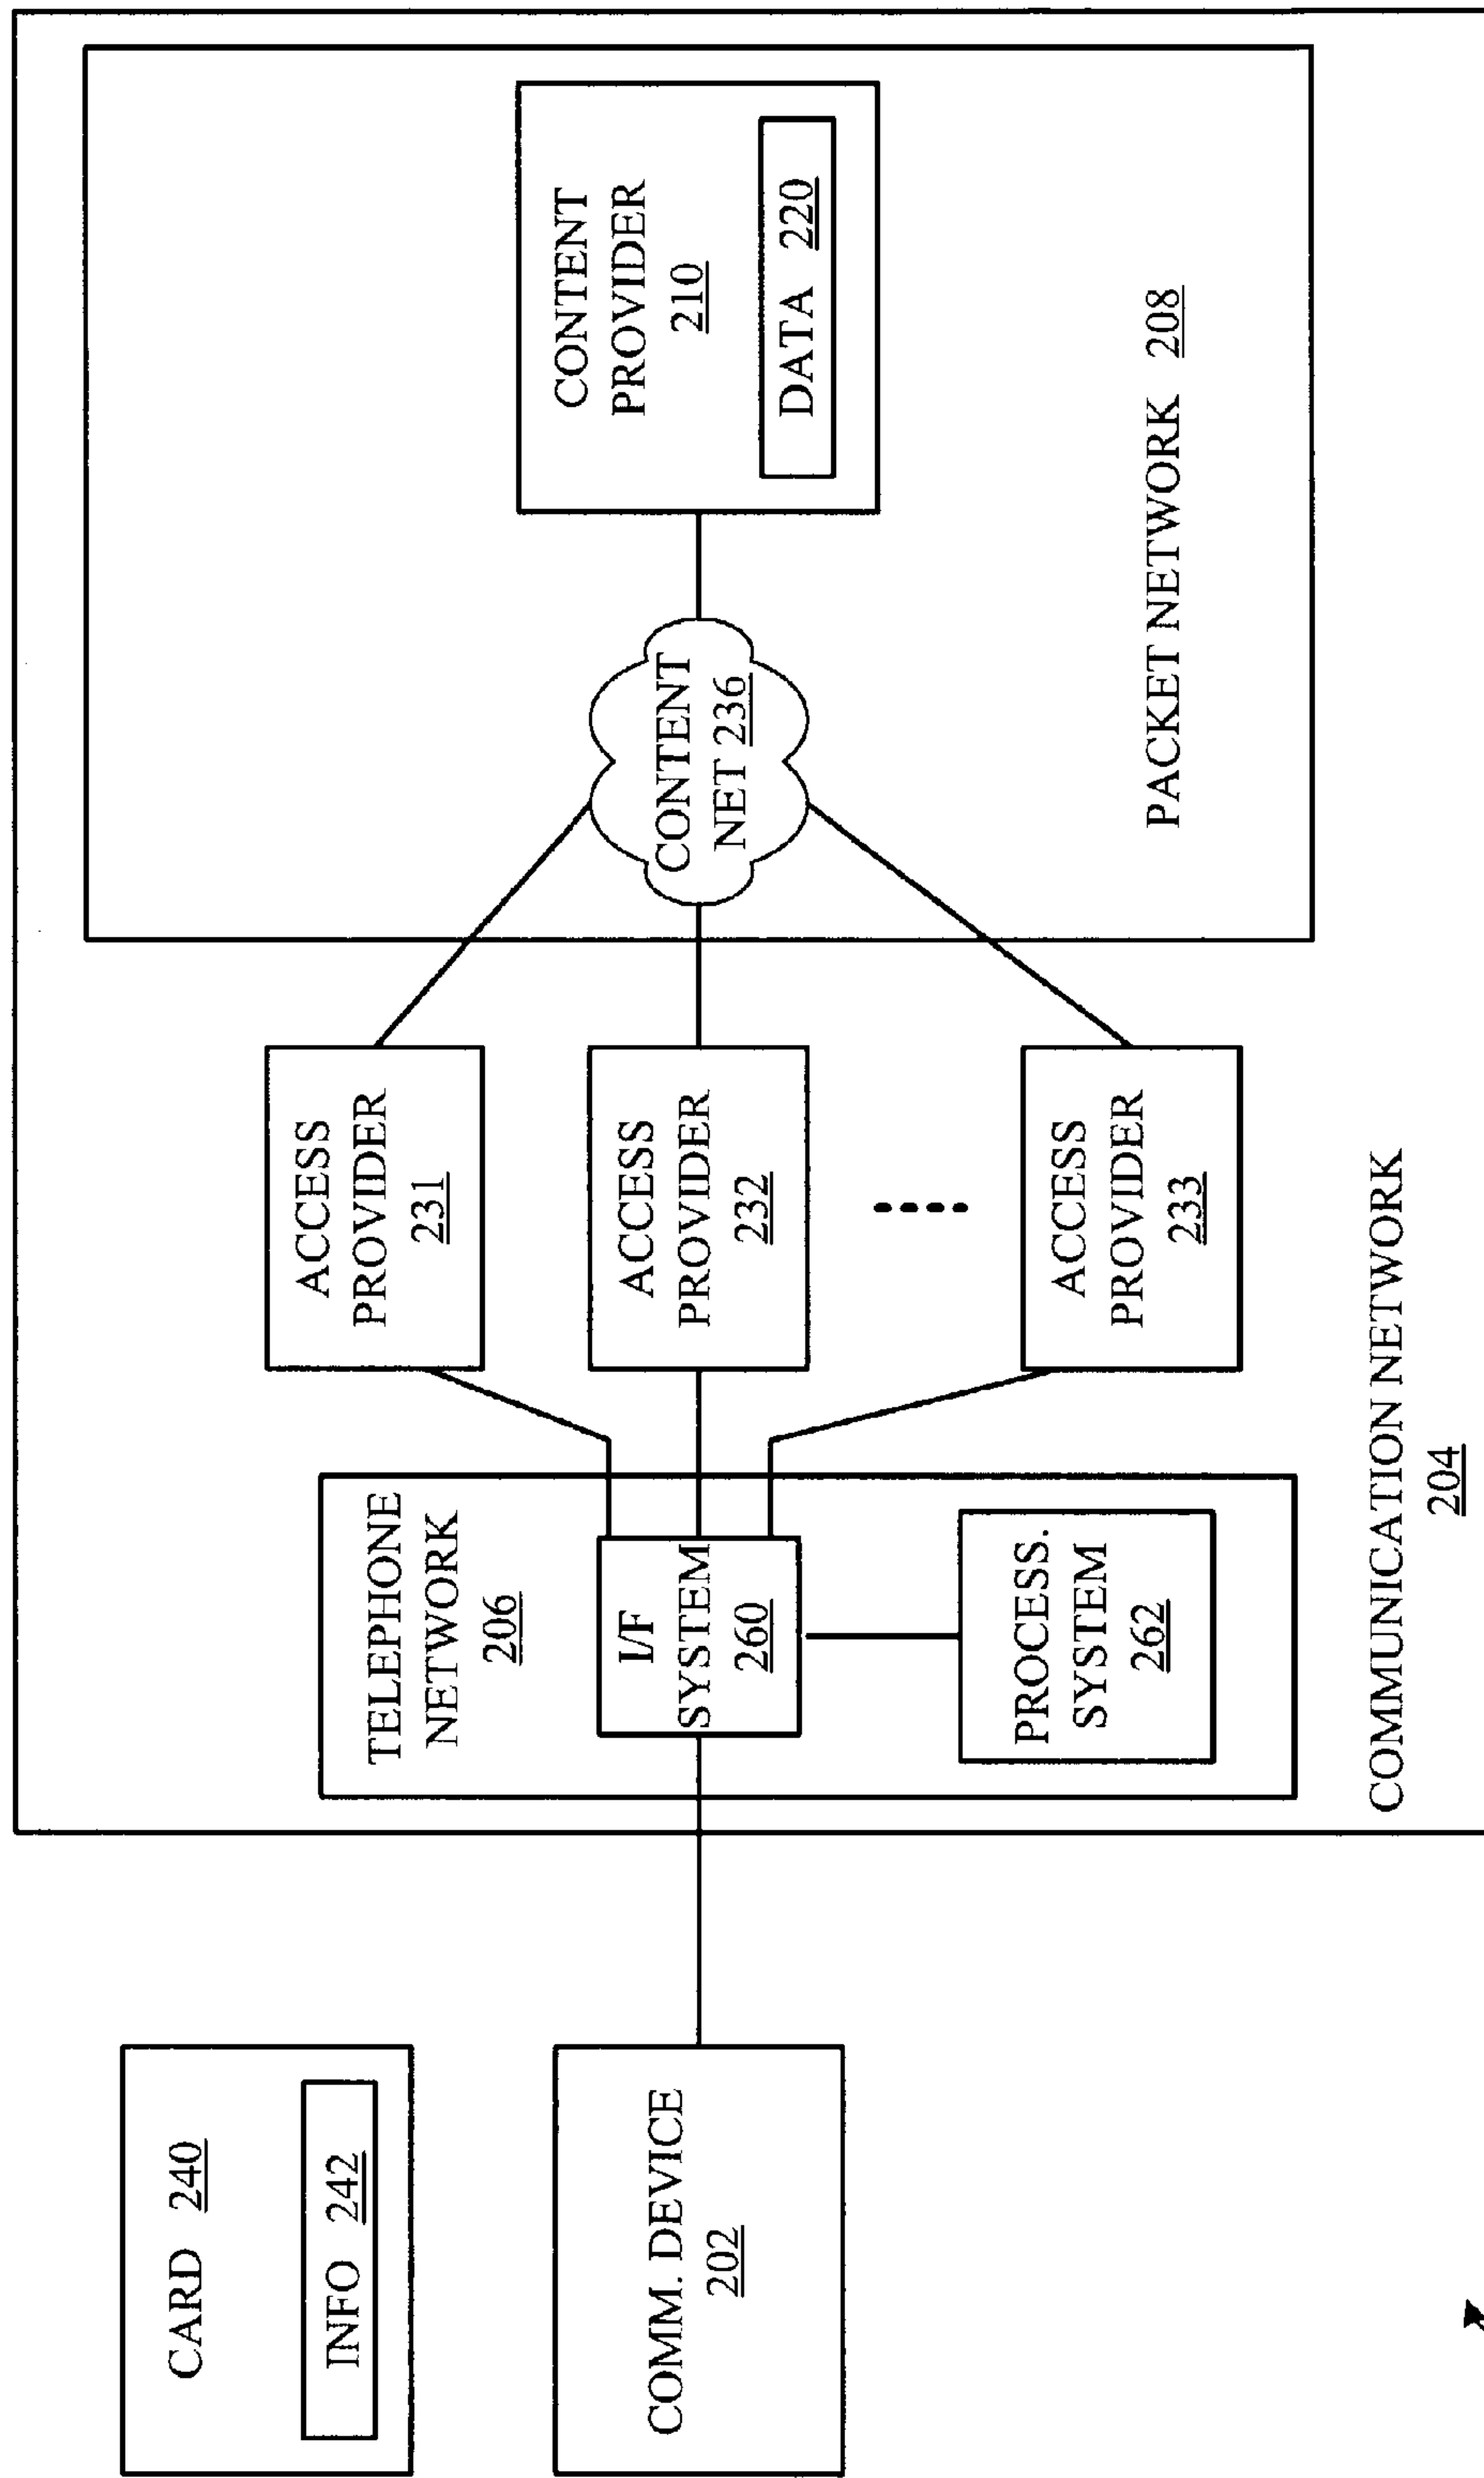 CARD 240
INFO 242
COMM. DEVICE
202
TELEPHONE
NETWORK
206
I/F
SYSTEM
260
PROCESS.
SYSTEM
262
ACCESS
PROVIDER
231
ACCESS
PROVIDER
232
ACCESS
PROVIDER
233
CONTENT
NET 236
CONTENT
PROVIDER
210
DATA 220
PACKET NETWORK 208
COMMUNICATION NETWORK
204